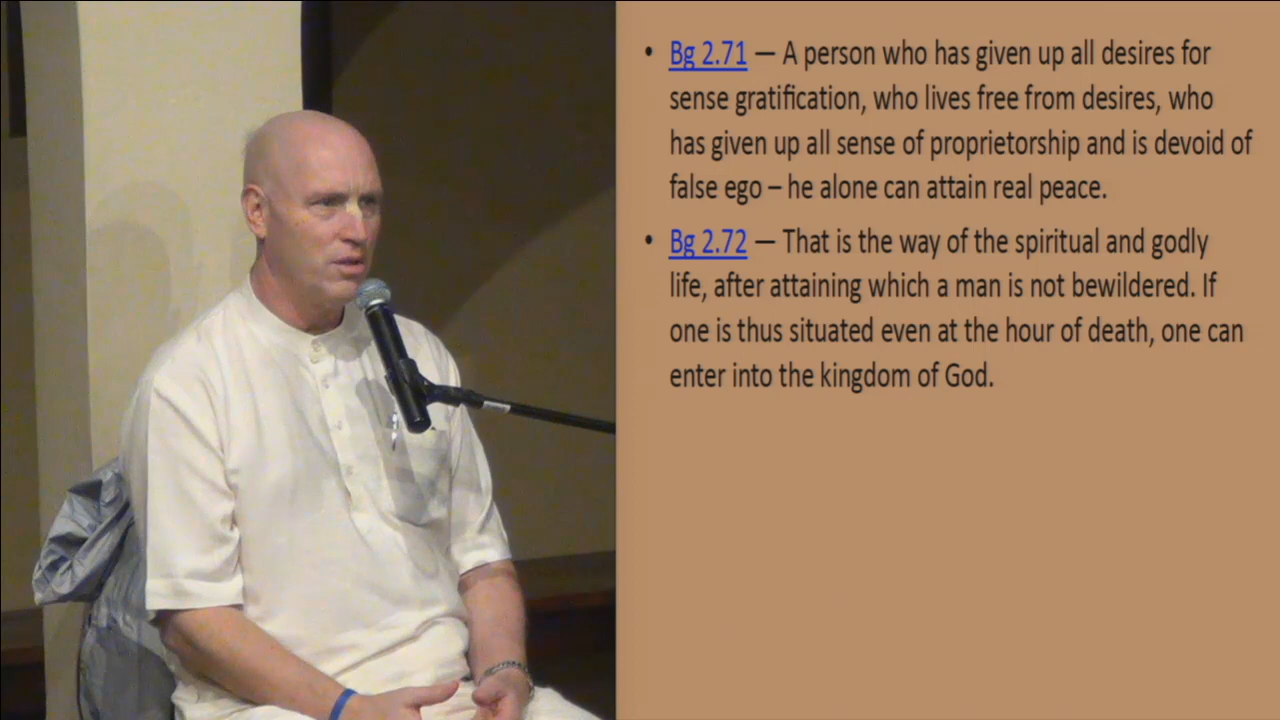 • Bg 2.71 — A person who has given up all desires for
sense gratification, who lives free from desires, who
has given up all sense of proprietorship and is devoid of
false ego – he alone can attain real peace.
• Bg 2.72 — That is the way of the spiritual and godly
life, after attaining which a man is not bewildered. If
one is thus situated even at the hour of death, one can
enter into the kingdom of God.